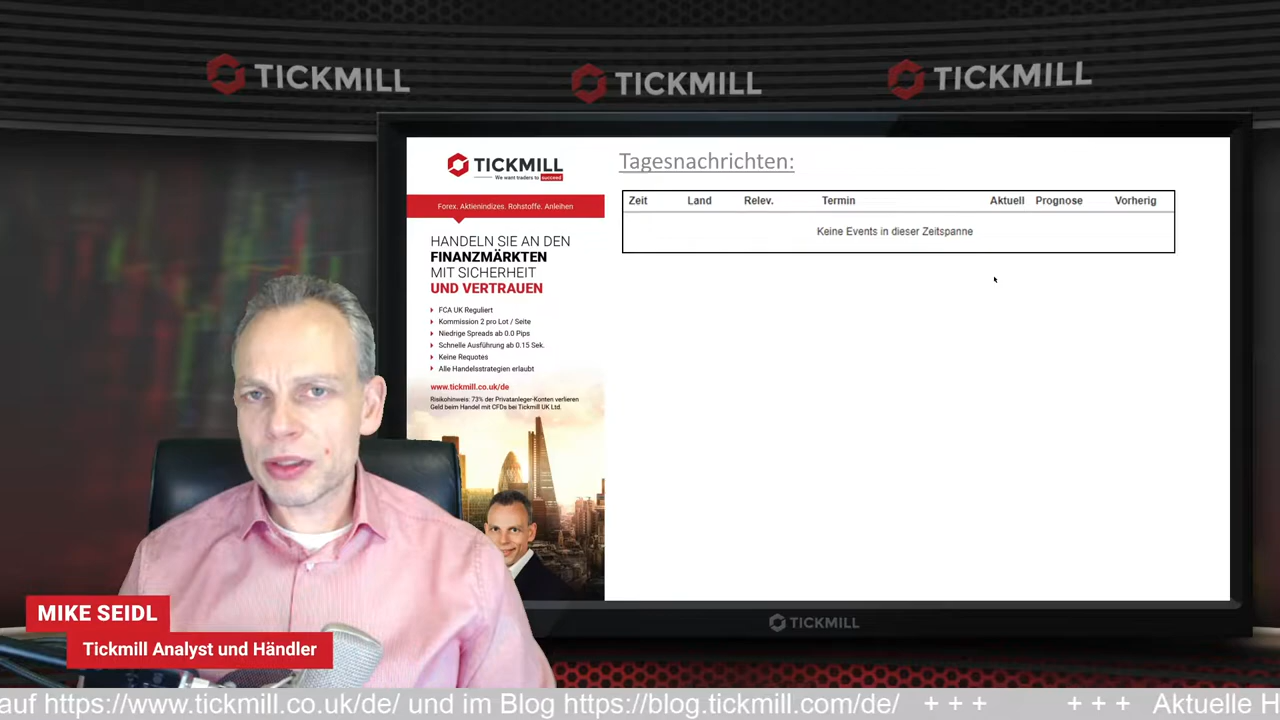 TICKMILL
TICKMILL
TICKMILL
TICKMILL
We want traders to succeed
Forex. Aktienindizes. Rohstoffe. Anleihen
HANDELN SIE AN DEN
FINANZMÄRKTEN
MIT SICHERHEIT
UND VERTRAUEN
FCA UK Reguliert
Kommission 2 pro Lot / Seite
Niedrige Spreads ab 0.0 Pips
Schnelle Ausführung ab 0.15 Sek.
Keine Requotes
Alle Handelsstrategien erlaubt
www.tickmill.co.uk/de
Risikohinweis: 73% der Privatanleger-Konten verlieren
Geld beim Handel mit CFDs bei Tickmill UK Ltd.
Tagesnachrichten:
Zeit Land Relev. Termin Aktuell Prognose Vorherig
Keine Events in dieser Zeitspanne
TICKMILL
MIKE SEIDL
Tickmill Analyst und Händler
auf https://www.tickmill.co.uk/de/ und im Blog https://blog.tickmill.com/de/ + + + + + + Aktuelle H